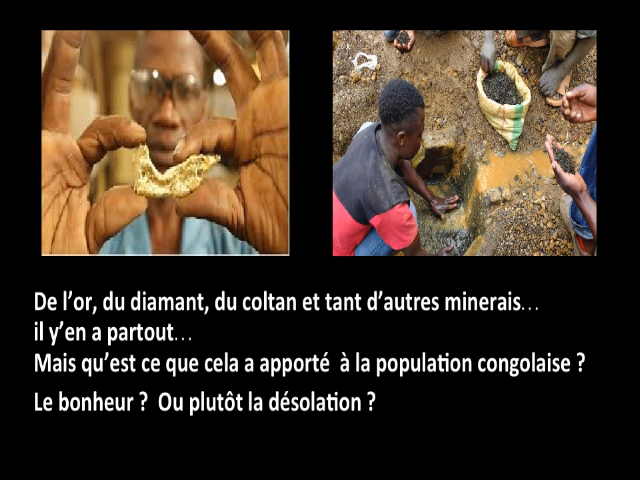 De l’or, du diamant, du coltan et tant d’autres minerais…
il y’en a partout…
Mais qu’est ce que cela a apporté  à la population congolaise ?
Le bonheur ?  Ou plutôt la désolation ?